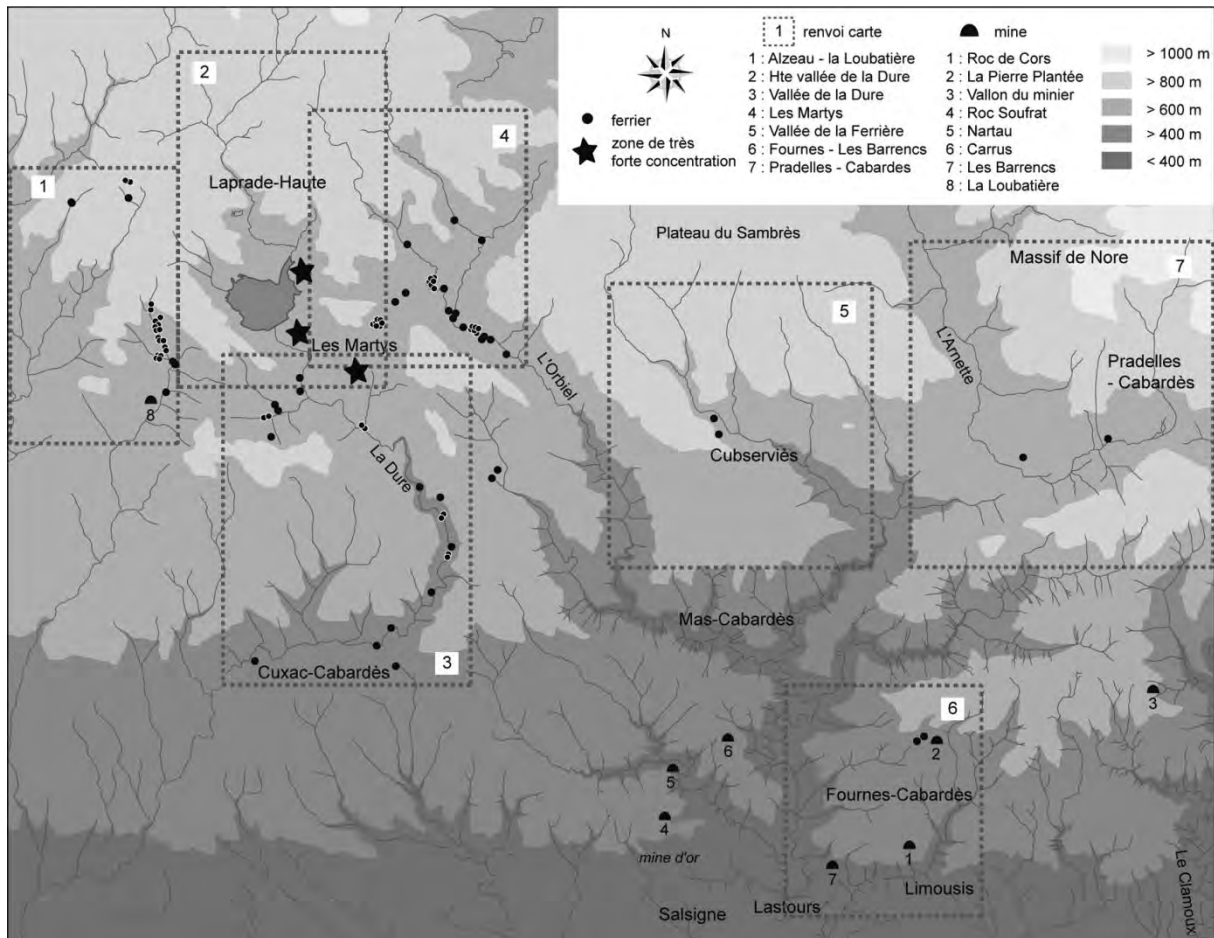 N
ferrier
zone de très
forte concentration
1 renvoi carte
1 : Alzeau - la Loubatière
2 : Hte vallée de la Dure
3 : Vallée de la Dure
4 : Les Martys
5 : Vallée de la Ferrière
6 : Fournes - Les Barrencs
7 : Pradelles - Cabardes
mine
1 : Roc de Cors
2 : La Pierre Plantée
3 : Vallon du minier
4 : Roc Soufrat
5 : Nartau
6 : Carrus
7 : Les Barrencs
8 : La Loubatière
> 1000 m
> 800 m
> 600 m
> 400 m
< 400 m
2
4
1
Laprade-Haute
Plateau du Sambrès
Massif de Nore
7
5
L'Arnette
Les Martys
L'Orbiel
Pradelles
- Cabardès
8
La Dure
Cubserviès
Mas-Cabardès
Cuxac-Cabardès
3
6
3
6
2
5
Fournes-Cabardès
4
1
mine d'or
7
Limousis
Le Clamoux
Lastours
Salsigne